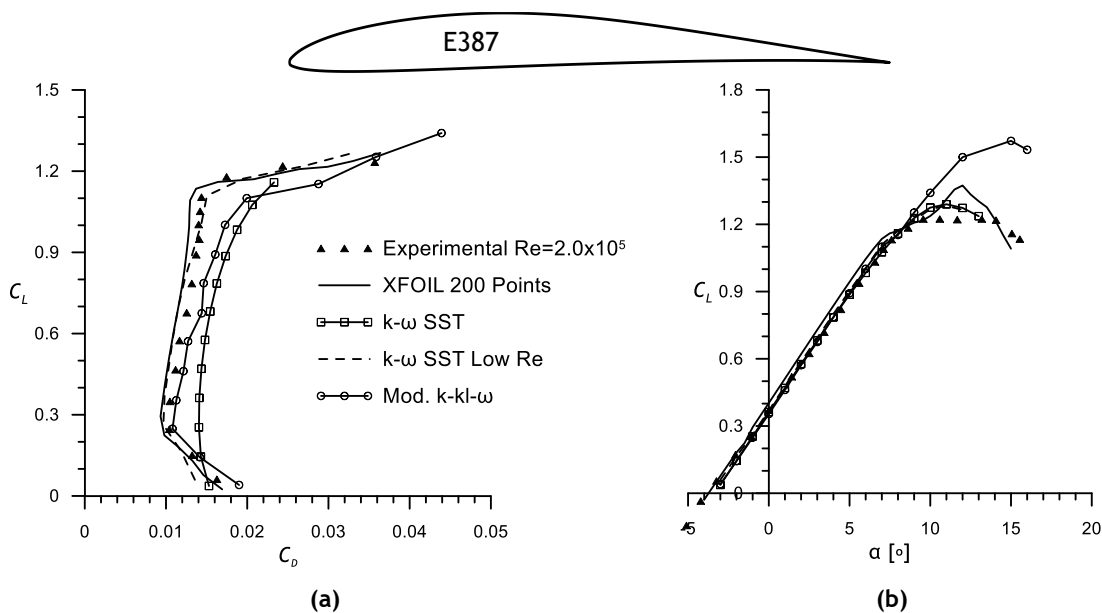 E387
1.5
1.2
0.9
0.6
0.3
0
C_L
0 0.01 0.02 0.03 0.04 0.05
C_D
Experimental Re=2.0x10⁵
XFOIL 200 Points
k-ω SST
k-ω SST Low Re
Mod. k-kl-ω
(a)
1.8
1.5
1.2
0.9
0.6
0.3
0
C_L
-5 0 5 10 15 20
α [º]
(b)